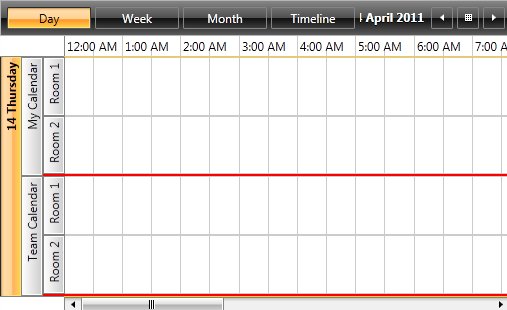 Day Week Month Timeline April 2011
12:00 AM 1:00 AM 2:00 AM 3:00 AM 4:00 AM 5:00 AM 6:00 AM 7:00 A
14 Thursday
My Calendar
Room 1
Room 2
Team Calendar
Room 1
Room 2